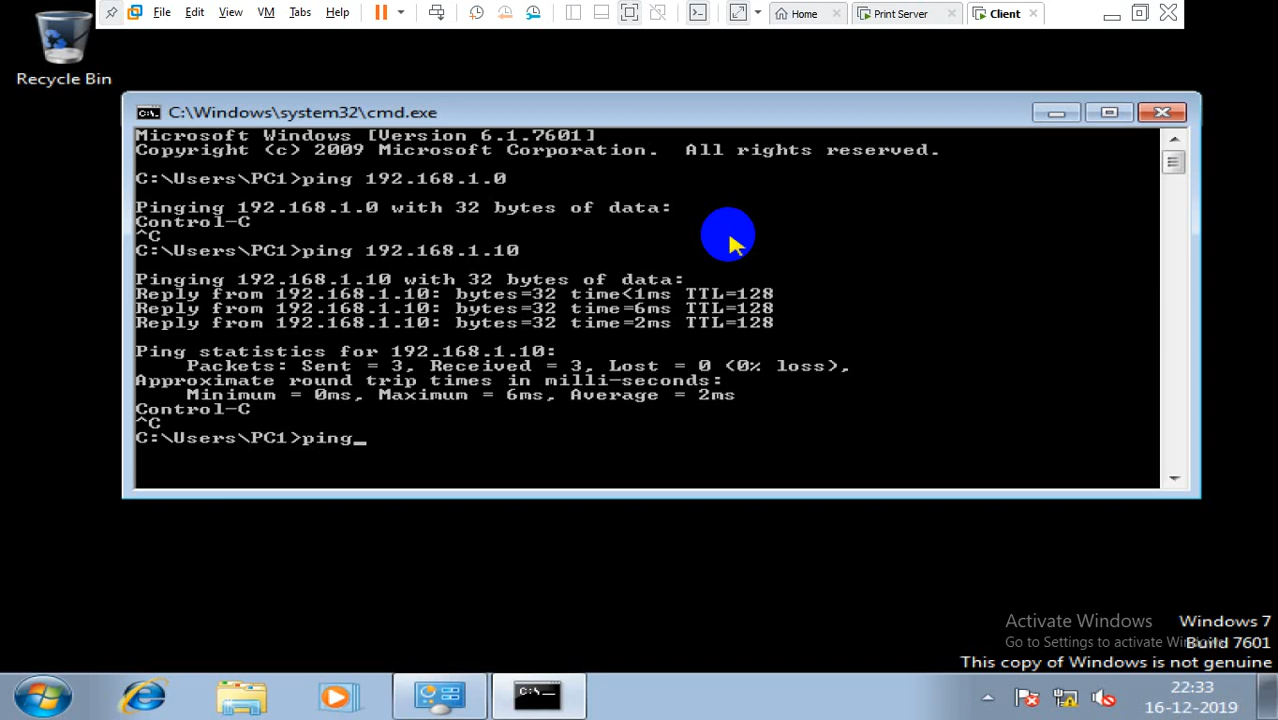 File Edit View VM Tabs Help Home Print Server Client
Recycle Bin
C:\Windows\system32\cmd.exe
Microsoft Windows [Version 6.1.7601]
Copyright (c) 2009 Microsoft Corporation.  All rights reserved.
C:\Users\PC1>ping 192.168.1.0
Pinging 192.168.1.0 with 32 bytes of data:
Control-C
^C
C:\Users\PC1>ping 192.168.1.10
Pinging 192.168.1.10 with 32 bytes of data:
Reply from 192.168.1.10: bytes=32 time<1ms TTL=128
Reply from 192.168.1.10: bytes=32 time=6ms TTL=128
Reply from 192.168.1.10: bytes=32 time=2ms TTL=128
Ping statistics for 192.168.1.10:
Packets: Sent = 3, Received = 3, Lost = 0 (0% loss),
Approximate round trip times in milli-seconds:
Minimum = 0ms, Maximum = 6ms, Average = 2ms
Control-C
^C
C:\Users\PC1>ping_
Activate Windows Windows 7
Go to Settings to activate Build 7601
This copy of Windows is not genuine
C:\_
22:33
16-12-2019